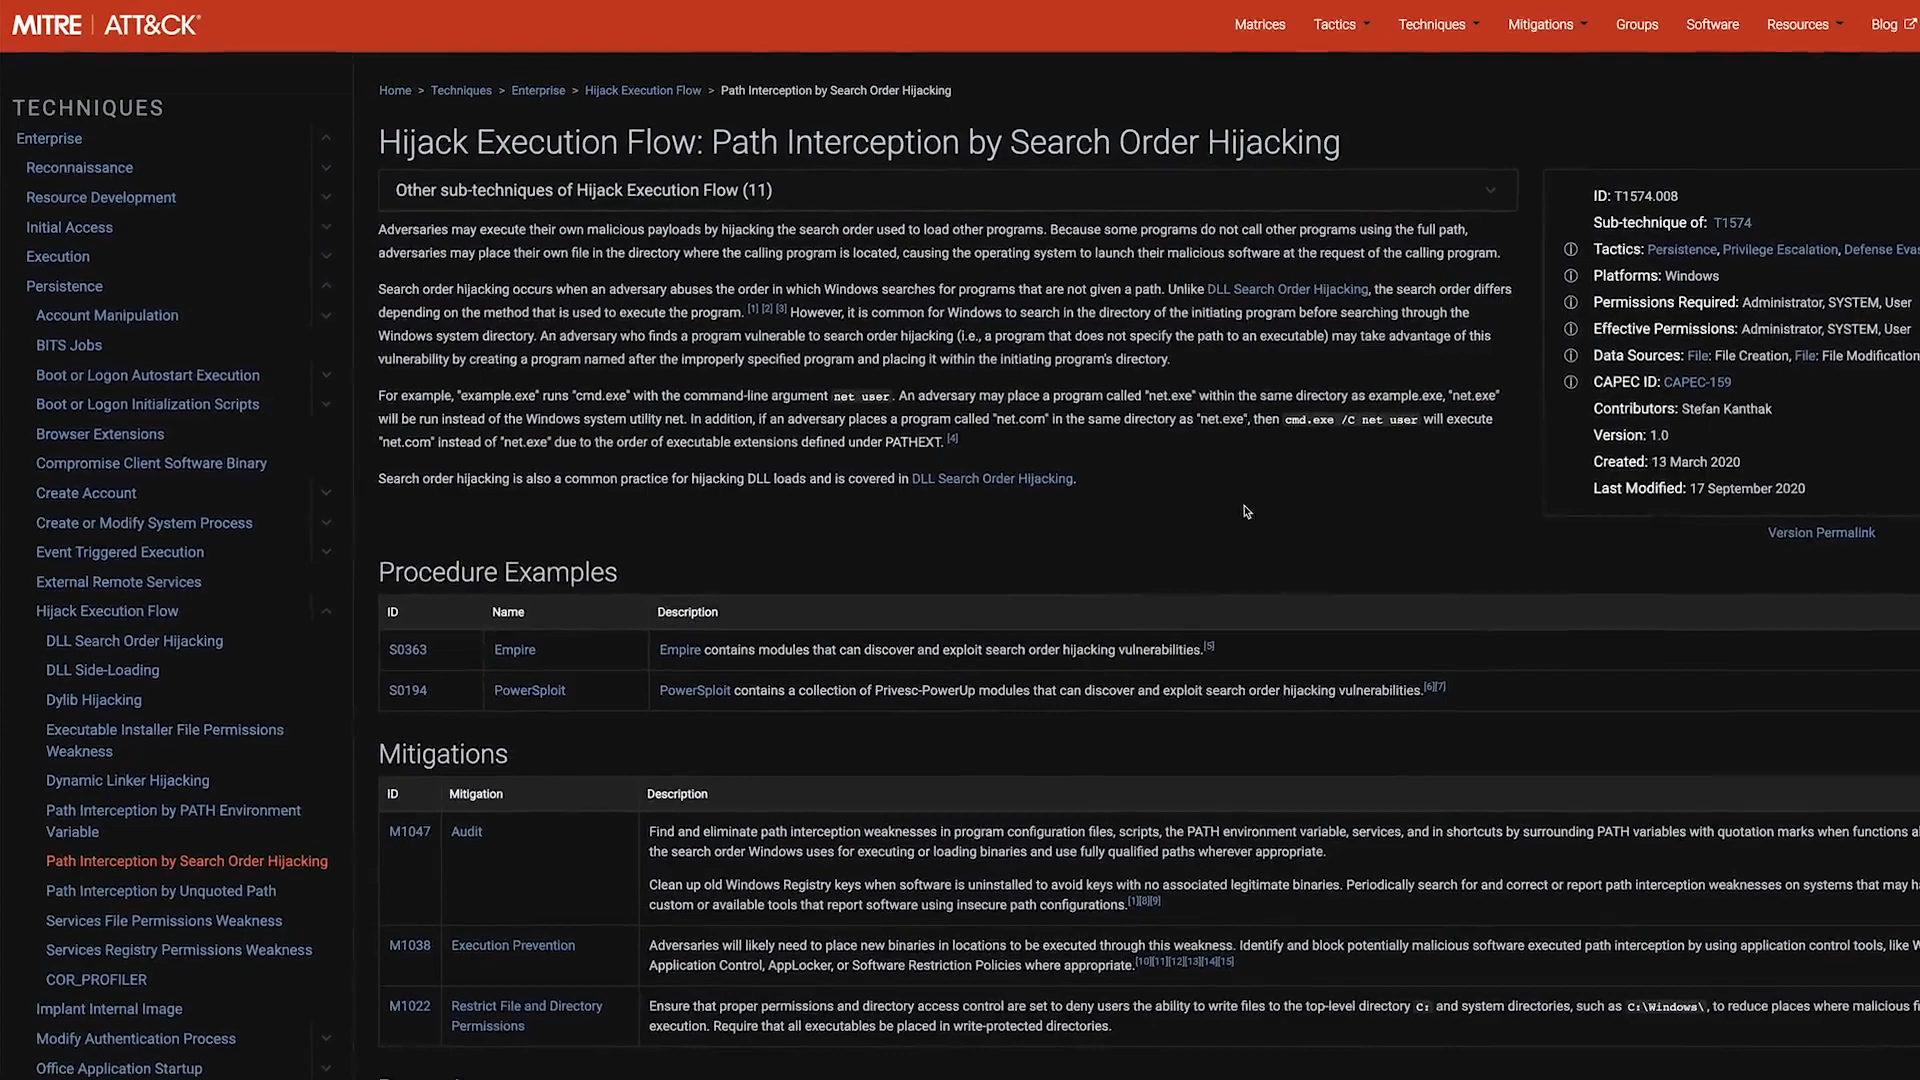 MITRE | ATT&CK®
Matrices Tactics Techniques Mitigations Groups Software Resources Blog
TECHNIQUES
Enterprise
Reconnaissance
Resource Development
Initial Access
Execution
Persistence
Account Manipulation
BITS Jobs
Boot or Logon Autostart Execution
Boot or Logon Initialization Scripts
Browser Extensions
Compromise Client Software Binary
Create Account
Create or Modify System Process
Event Triggered Execution
External Remote Services
Hijack Execution Flow
DLL Search Order Hijacking
DLL Side-Loading
Dylib Hijacking
Executable Installer File Permissions
Weakness
Dynamic Linker Hijacking
Path Interception by PATH Environment
Variable
Path Interception by Search Order Hijacking
Path Interception by Unquoted Path
Services File Permissions Weakness
Services Registry Permissions Weakness
COR_PROFILER
Implant Internal Image
Modify Authentication Process
Office Application Startup
Home > Techniques > Enterprise > Hijack Execution Flow > Path Interception by Search Order Hijacking
Hijack Execution Flow: Path Interception by Search Order Hijacking
Other sub-techniques of Hijack Execution Flow (11)
Adversaries may execute their own malicious payloads by hijacking the search order used to load other programs. Because some programs do not call other programs using the full path,
adversaries may place their own file in the directory where the calling program is located, causing the operating system to launch their malicious software at the request of the calling program.
Search order hijacking occurs when an adversary abuses the order in which Windows searches for programs that are not given a path. Unlike DLL Search Order Hijacking, the search order differs
depending on the method that is used to execute the program. [1] [2] [3] However, it is common for Windows to search in the directory of the initiating program before searching through the
Windows system directory. An adversary who finds a program vulnerable to search order hijacking (i.e., a program that does not specify the path to an executable) may take advantage of this
vulnerability by creating a program named after the improperly specified program and placing it within the initiating program's directory.
For example, "example.exe" runs "cmd.exe" with the command-line argument net user. An adversary may place a program called "net.exe" within the same directory as example.exe, "net.exe"
will be run instead of the Windows system utility net. In addition, if an adversary places a program called "net.com" in the same directory as "net.exe", then cmd.exe /C net user will execute
"net.com" instead of "net.exe" due to the order of executable extensions defined under PATHEXT. [4]
Search order hijacking is also a common practice for hijacking DLL loads and is covered in DLL Search Order Hijacking.
ID: T1574.008
Sub-technique of: T1574
Tactics: Persistence, Privilege Escalation, Defense Evas
Platforms: Windows
Permissions Required: Administrator, SYSTEM, User
Effective Permissions: Administrator, SYSTEM, User
Data Sources: File: File Creation, File: File Modification
CAPEC ID: CAPEC-159
Contributors: Stefan Kanthak
Version: 1.0
Created: 13 March 2020
Last Modified: 17 September 2020
Version Permalink
Procedure Examples
ID Name Description
S0363 Empire Empire contains modules that can discover and exploit search order hijacking vulnerabilities.[5]
S0194 PowerSploit PowerSploit contains a collection of Privesc-PowerUp modules that can discover and exploit search order hijacking vulnerabilities.[6][7]
Mitigations
ID Mitigation Description
M1047 Audit Find and eliminate path interception weaknesses in program configuration files, scripts, the PATH environment variable, services, and in shortcuts by surrounding PATH variables with quotation marks when functions al
the search order Windows uses for executing or loading binaries and use fully qualified paths wherever appropriate.
Clean up old Windows Registry keys when software is uninstalled to avoid keys with no associated legitimate binaries. Periodically search for and correct or report path interception weaknesses on systems that may ha
custom or available tools that report software using insecure path configurations.[1][8][9]
M1038 Execution Prevention Adversaries will likely need to place new binaries in locations to be executed through this weakness. Identify and block potentially malicious software executed path interception by using application control tools, like W
Application Control, AppLocker, or Software Restriction Policies where appropriate.[10][11][12][13][14][15]
M1022 Restrict File and Directory Ensure that proper permissions and directory access control are set to deny users the ability to write files to the top-level directory C: and system directories, such as C:\Windows\, to reduce places where malicious fi
Permissions execution. Require that all executables be placed in write-protected directories.